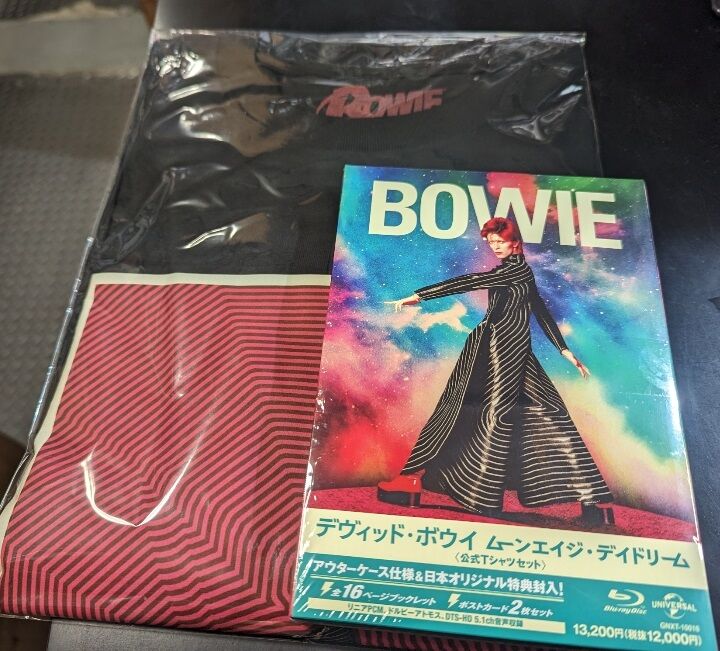 BOWIE
BOWIE
デヴィッド・ボウイ ムーンエイジ・デイドリーム
〈公式Tシャツセット〉
アウターケース仕様&日本オリジナル特典封入!
全16ページブックレット ポストカード2枚セット
リニアPCM, ドルビーアトモス, DTS-HD 5.1ch音声収録
Blu-ray Disc
UNIVERSAL
GNXT-10016
13,200円(税抜12,000円)